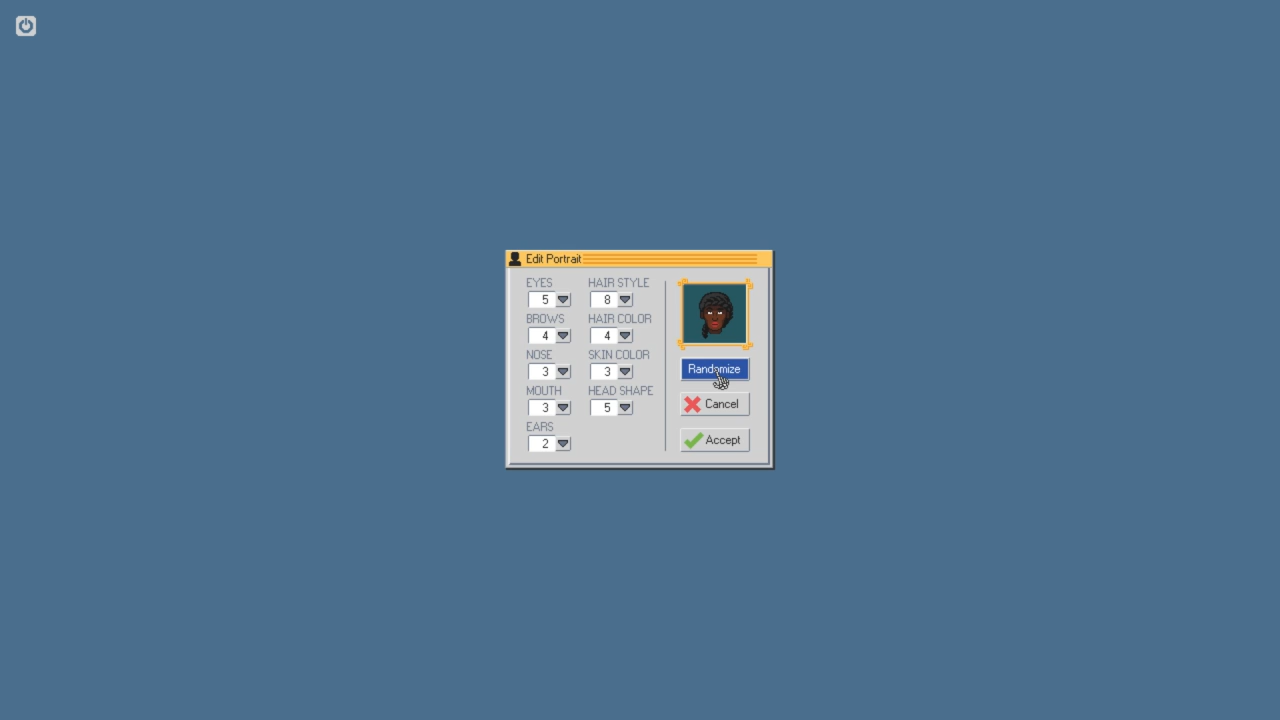 Edit Portrait
EYES HAIR STYLE
5 8
BROWS HAIR COLOR
4 4
NOSE SKIN COLOR
3 3
MOUTH HEAD SHAPE
3 5
EARS
2
Randomize
Cancel
Accept